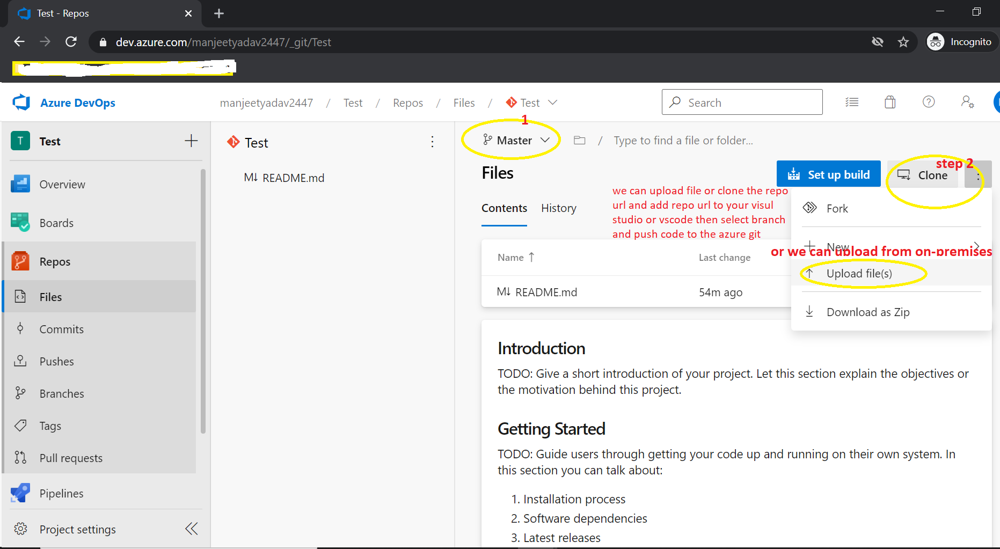 Test - Repos
dev.azure.com/manjeetyadav2447/_git/Test
Incognito
Azure DevOps
manjeetyadav2447 / Test / Repos / Files / Test
Search
1
T Test
Test
Master
/ Type to find a file or folder...
Files
Set up build
Clone
step 2
README.md
Overview
we can upload file or clone the repo
url and add repo url to your visul
studio or vscode then select branch
and push code to the azure git
Contents
History
Fork
Boards
New
or we can upload from on-premises
Name
Last change
Repos
Upload file(s)
README.md
54m ago
Files
Download as Zip
Commits
Introduction
Pushes
TODO: Give a short introduction of your project. Let this section explain the objectives or
the motivation behind this project.
Branches
Tags
Getting Started
Pull requests
TODO: Guide users through getting your code up and running on their own system. In
this section you can talk about:
Pipelines
1. Installation process
2. Software dependencies
3. Latest releases
Project settings